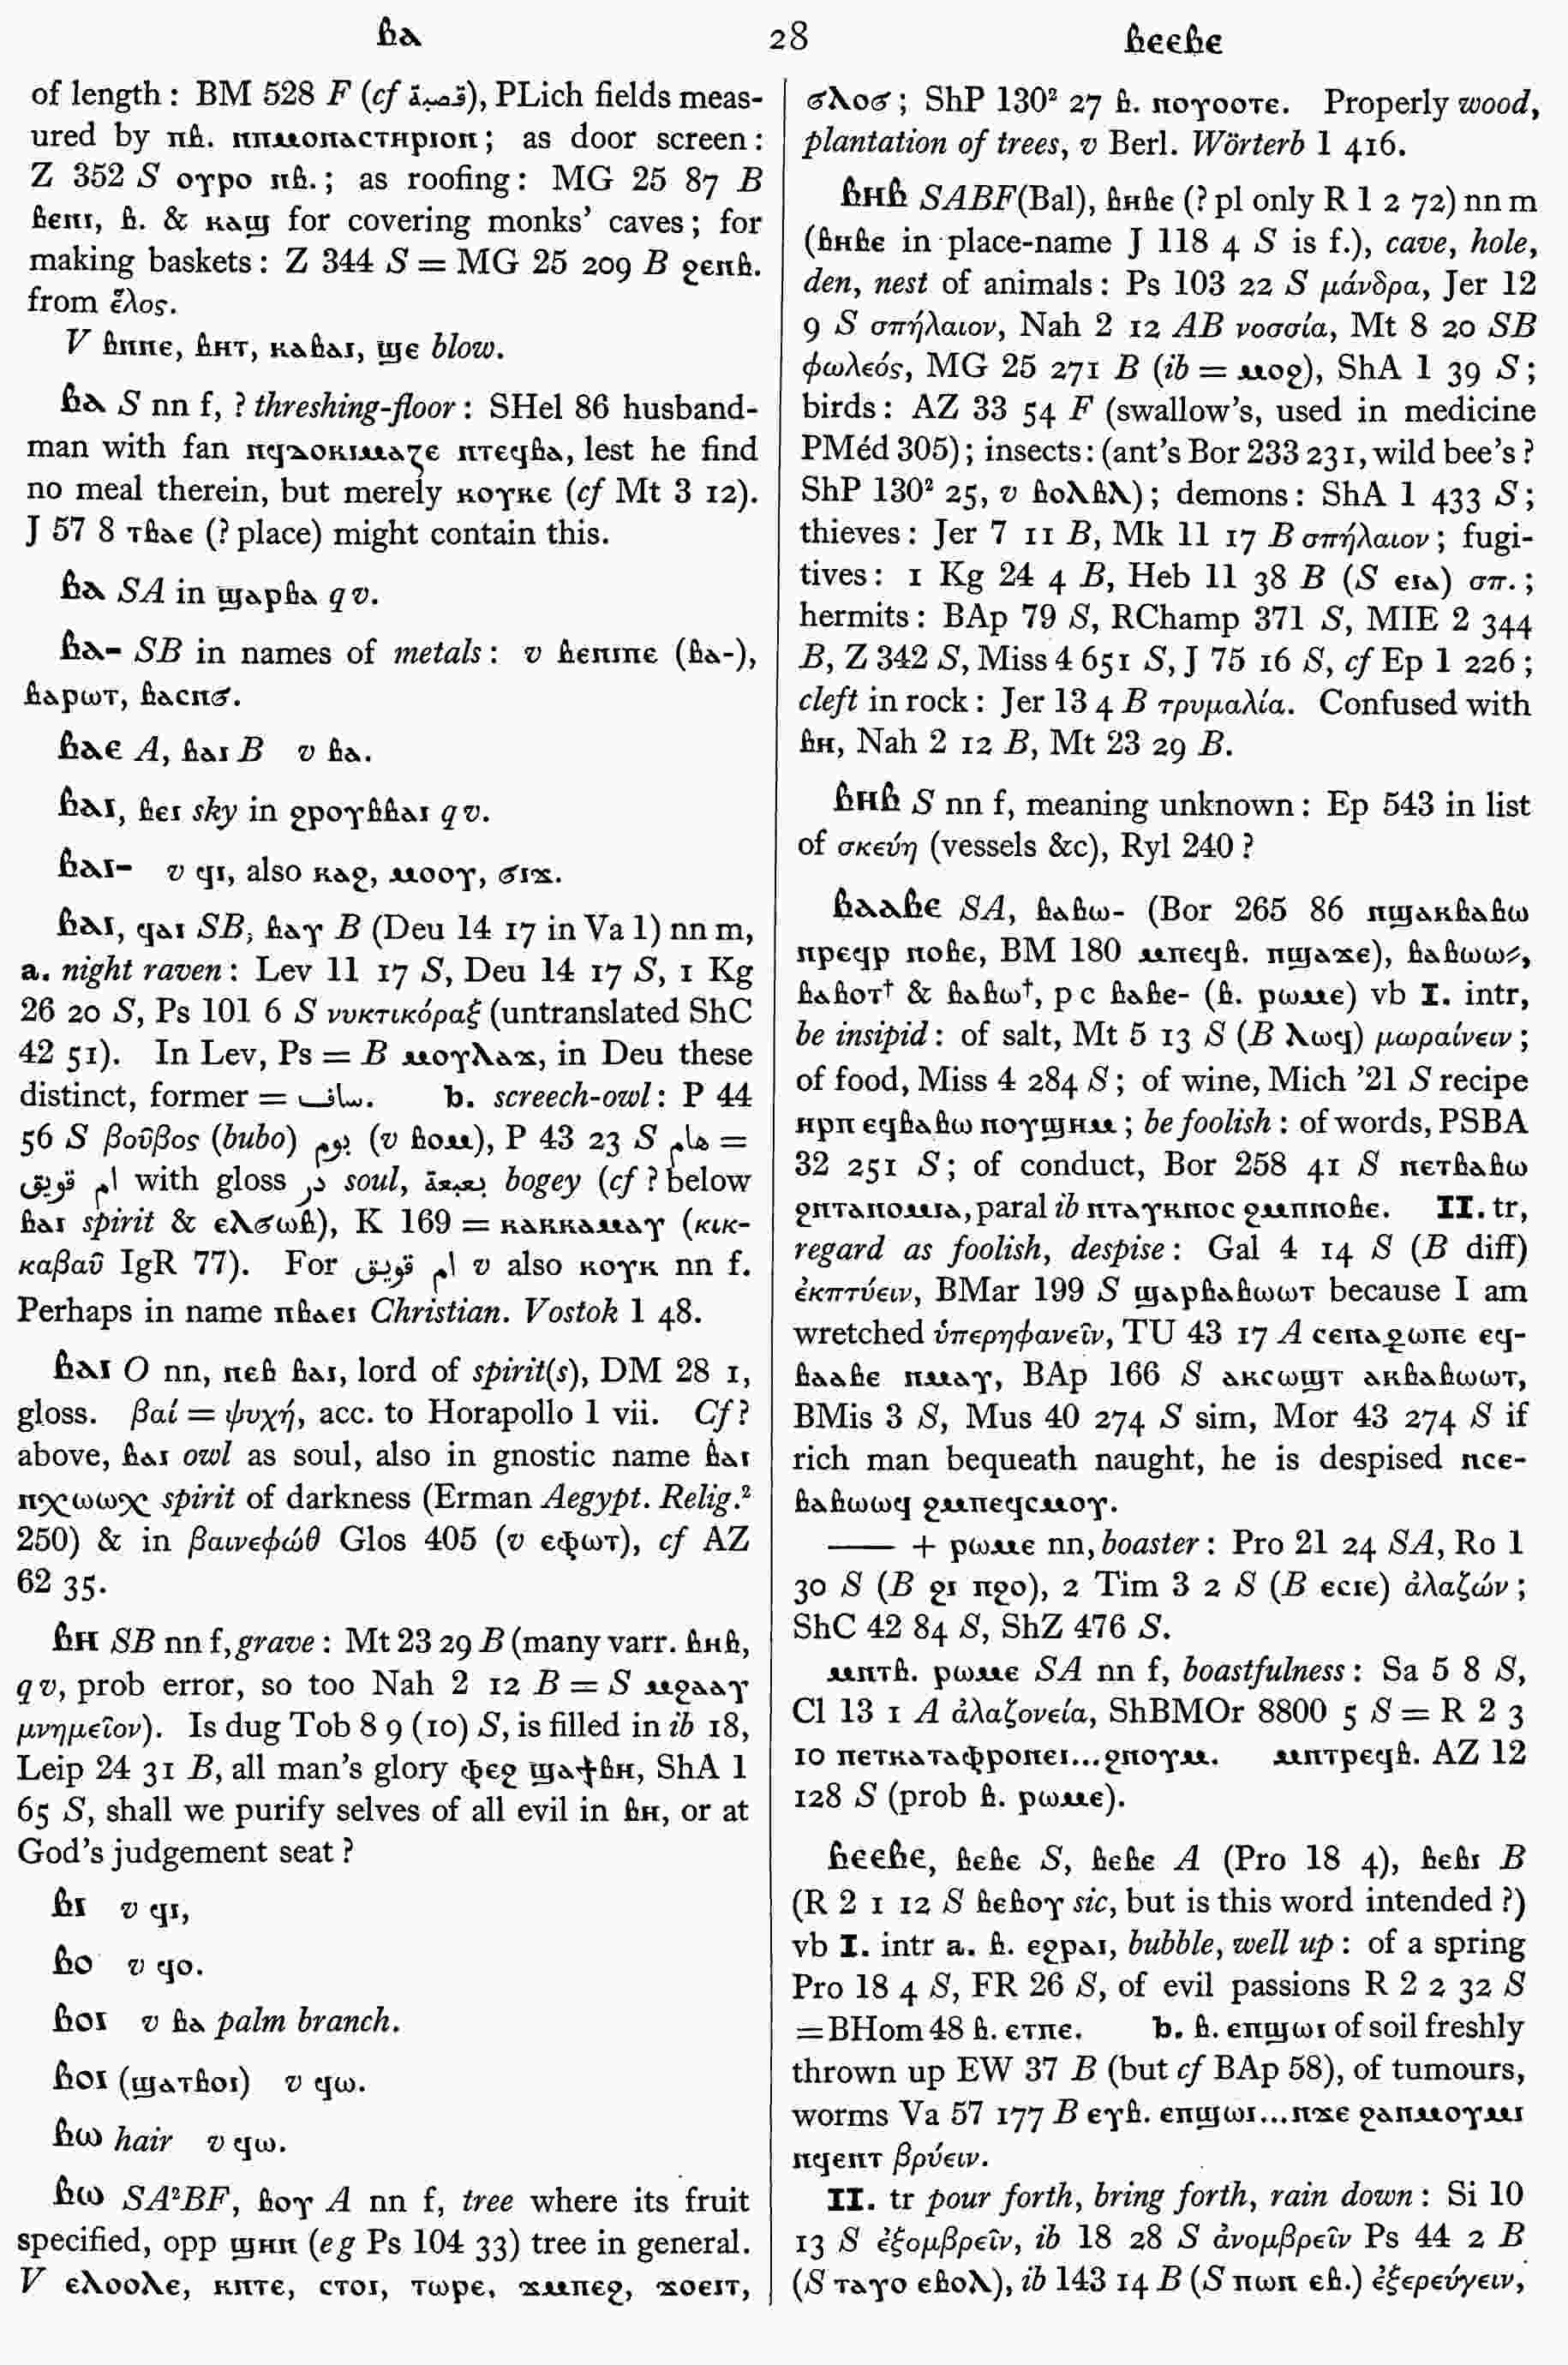 ⲃⲁ 28 ⲃⲉⲉⲃⲉ
of length: BM 528 F (cf قصبة), PLich fields meas-
ured by ⲡⲃ. ⲙⲡⲙⲟⲛⲁⲥⲧⲏⲣⲓⲟⲛ; as door screen:
Z 352 S ⲟⲩⲣⲟ ⲛⲃ.; as roofing: MG 25 87 B
ⲃⲉⲛⲓ, ⲃ. & ⲕⲁϣ for covering monks’ caves; for
making baskets: Z 344 S = MG 25 209 B ϩⲉⲛⲃ.
from ἕλος.
V ⲃⲛⲛⲉ, ⲃⲏⲧ, ⲕⲁⲃⲁⲓ, ϣⲉ blow.
ⲃⲁ S nn f, ? threshing-floor: SHel 86 husband-
man with fan ⲛϥⲇⲟⲕⲓⲙⲁⲍⲉ ⲛⲧⲉϥⲃⲁ, lest he find
no meal therein, but merely ⲕⲟⲩⲕⲉ (cf Mt 3 12).
J 57 8 ⲧⲃⲁⲉ (? place) might contain this.
ⲃⲁ SA in ϣⲁⲣⲃⲁ q v.
ⲃⲁ- SB in names of metals: v ⲃⲉⲛⲓⲡⲉ (ⲃⲁ-),
ⲃⲁⲣⲱⲧ, ⲃⲁⲥⲛϭ.
ⲃⲁⲉ A, ⲃⲁⲓ B v ⲃⲁ.
ⲃⲁⲓ, ⲃⲉⲓ sky in ϩⲣⲟⲩⲃⲃⲁⲓ q v.
ⲃⲁⲓ- v ϥⲓ, also ⲕⲁϩ, ⲙⲟⲟⲩ, ϭⲓϫ.
ⲃⲁⲓ, ϥⲁⲓ SB, ⲃⲁⲩ B (Deu 14 17 in Va 1) nn m,
a. night raven: Lev 11 17 S, Deu 14 17 S, 1 Kg
26 20 S, Ps 101 6 S νυκτικόραξ (untranslated ShC
42 51). In Lev, Ps = B ⲙⲟⲩⲗⲁϫ, in Deu these
distinct, former = ساف. b. screech-owl: P 44
56 S βοῦβος (bubo) بوم (v ⲃⲟⲙ), P 43 23 S هام =
ام قويق with gloss with gloss soul, bogey (cf ? below
ⲃⲁⲓ spirit & ⲉⲗϭⲱⲃ), K 169 = ⲕⲁⲕⲕⲁⲙⲁⲩ (κικ-
καβαῦ IgR 77). For ام قويق v also ⲕⲟⲩⲕ nn f.
Perhaps in name ⲡⲃⲁⲉⲓ Christian. Vostok 1 48.
ⲃⲁⲓ O nn, ⲛⲉⲃ ⲃⲁⲓ, lord of spirit(s), DM 28 1,
gloss. βαί = ψυχή, acc. to Horapollo 1 vii. Cf ?
above, ⲃⲁⲓ owl as soul, also in gnostic name ⲃⲁⲓ
ⲛⲭⲱⲱⲭ spirit of darkness (Erman Aegypt. Relig.²
250) & in βαινεφώθ Glos 405 (v ⲉⲫⲱⲧ), cf AZ
62 35.
ⲃⲏ SB nn f, grave: Mt 23 29 B (many varr. ⲃⲏⲃ,
q v, prob error, so too Nah 2 12 B = S ⲙϩⲁⲁⲩ
μνημεῖον). Is dug Tob 8 9 (10) S, is filled in ib 18,
Leip 24 31 B, all man’s glory ⲫⲉϩ ϣⲁϯⲃⲏ, ShA 1
65 S, shall we purify selves of all evil in ⲃⲏ, or at
God’s judgement seat ?
ⲃⲓ v ϥⲓ,
ⲃⲟ v ϥⲟ.
ⲃⲟⲓ v ⲃⲁ palm branch.
ⲃⲟⲓ (ϣⲁⲧⲃⲟⲓ) v ϥⲱ.
ⲃⲱ hair v ϥⲱ.
ⲃⲱ SA²BF, ⲃⲟⲩ A nn f, tree where its fruit
specified, opp ϣⲏⲛ (eg Ps 104 33) tree in general.
V ⲉⲗⲟⲟⲗⲉ, ⲕⲛⲧⲉ, ⲥⲧⲟⲓ, ⲧⲱⲣⲉ, ϫⲙⲡⲉϩ, ϫⲟⲉⲓⲧ,
ϭⲗⲟϭ; ShP 130² 27 ⲃ. ⲛⲟⲩⲟⲟⲧⲉ. Properly wood,
plantation of trees, v Berl. Wörterb 1 416.
ⲃⲏⲃ SABF(Bal), ⲃⲏⲃⲉ (? pl only R 1 2 72) nn m
(ⲃⲏⲃⲉ in place-name J 118 4 S is f.), cave, hole,
den, nest of animals: Ps 103 22 S μάνδρα, Jer 12
9 S σπήλαιον, Nah 2 12 AB νοσσία, Mt 8 20 SB
φωλεός, MG 25 271 B (ib = ⲙⲟϩ), ShA 1 39 S;
birds: AZ 33 54 F (swallow’s, used in medicine
PMéd 305); insects: (ant’s Bor 233 231, wild bee’s ?
ShP 130² 25, v ⲃⲟⲗⲃⲗ); demons: ShA 1 433 S;
thieves: Jer 7 11 B, Mk 11 17 B σπήλαιον; fugi-
tives: 1 Kg 24 4 B, Heb 11 38 B (S ⲉⲓⲁ) σπ.;
hermits: BAp 79 S, RChamp 371 S, MIE 2 344
B, Z 342 S, Miss 4 651 S, J 75 16 S, cf Ep 1 226;
cleft in rock: Jer 13 4 B τρυμαλία. Confused with
ⲃⲏ, Nah 2 12 B, Mt 23 29 B.
ⲃⲏⲃ S nn f, meaning unknown: Ep 543 in list
of σκεύη (vessels &c), Ryl 240 ?
ⲃⲁⲁⲃⲉ SA, ⲃⲁⲃⲱ- (Bor 265 86 ⲡϣⲁⲕⲃⲁⲃⲱ
ⲛⲣⲉϥⲣ ⲛⲟⲃⲉ, BM 180 ⲙⲡⲉϥⲃ. ⲛϣⲁϫⲉ), ⲃⲁⲃⲱⲱ⸗,
ⲃⲁⲃⲟⲧ† & ⲃⲁⲃⲱ†, p c ⲃⲁⲃⲉ- (ⲃ. ⲣⲱⲙⲉ) vb I. intr,
be insipid: of salt, Mt 5 13 S (B ⲗⲱϥ) μωραίνειν;
of food, Miss 4 284 S; of wine, Mich ’21 S recipe
ⲏⲣⲡ ⲉϥⲃⲁⲃⲱ ⲛⲟⲩϣⲏⲙ; be foolish: of words, PSBA
32 251 S; of conduct, Bor 258 41 S ⲡⲉⲧⲃⲁⲃⲱ
ϩⲛⲧⲁⲛⲟⲙⲓⲁ, paral ib ⲛⲧⲁⲩⲕⲛⲟⲥ ϩⲙⲡⲛⲟⲃⲉ. II. tr,
regard as foolish, despise: Gal 4 14 S (B diff)
ἐκπτύειν, BMar 199 S ϣⲁⲣⲃⲁⲃⲱⲱⲧ because I am
wretched ὑπερηφανεῖν, TU 43 17 A ⲥⲉⲛⲁϩⲱⲡⲉ ⲉϥ-
ⲃⲁⲁⲃⲉ ⲙⲙⲁⲩ, BAp 166 S ⲁⲕⲥⲱϣⲧ ⲁⲕⲃⲁⲃⲱⲱⲧ,
BMis 3 S, Mus 40 274 S sim, Mor 43 274 S if
rich man bequeath naught, he is despised ⲛⲥⲉ-
ⲃⲁⲃⲱⲱϥ ϩⲙⲡⲉϥⲥⲙⲟⲩ.
—— + ⲣⲱⲙⲉ nn, boaster: Pro 21 24 SA, Ro 1
30 S (B ϩⲓ ⲡϩⲟ), 2 Tim 3 2 S (B ⲉⲥⲓⲉ) ἀλαζών;
ShC 42 84 S, ShZ 476 S.
ⲙⲛⲧⲃ. ⲣⲱⲙⲉ SA nn f, boastfulness: Sa 5 8 S,
Cl 13 1 A ἀλαζονεία, ShBMOr 8800 5 S = R 2 3
10 ⲡⲉⲧⲕⲁⲧⲁⲫⲣⲟⲛⲉⲓ...ϩⲛⲟⲩⲙ. ⲙⲛⲧⲣⲉϥⲃ. AZ 12
128 S (prob ⲃ. ⲣⲱⲙⲉ).
ⲃⲉⲉⲃⲉ, ⲃⲉⲃⲉ S, ⲃⲉⲃⲉ A (Pro 18 4), ⲃⲉⲃⲓ B
(R 2 1 12 S ⲃⲉⲃⲟⲩ sic, but is this word intended ?)
vb I. intr a. ⲃ. ⲉϩⲣⲁⲓ, bubble, well up: of a spring
Pro 18 4 S, FR 26 S, of evil passions R 2 2 32 S
=BHom 48 ⲃ. ⲉⲧⲡⲉ. b. ⲃ. ⲉⲡϣⲱⲓ of soil freshly
thrown up EW 37 B (but cf BAp 58), of tumours,
worms Va 57 177 B ⲉⲩⲃ. ⲉⲡϣⲱⲓ...ⲛϫⲉ ϩⲁⲛⲙⲟⲩⲙⲓ
ⲛϥⲉⲛⲧ βρύειν.
II. tr pour forth, bring forth, rain down: Si 10
13 S ἐξομβρεῖν, ib 18 28 S ἀνομβρεῖν Ps 44 2 B
(S ⲧⲁⲩⲟ ⲉⲃⲟⲗ), ib 143 14 B (S ⲡⲱⲛ ⲉⲃ.) ἐξερεύγειν,